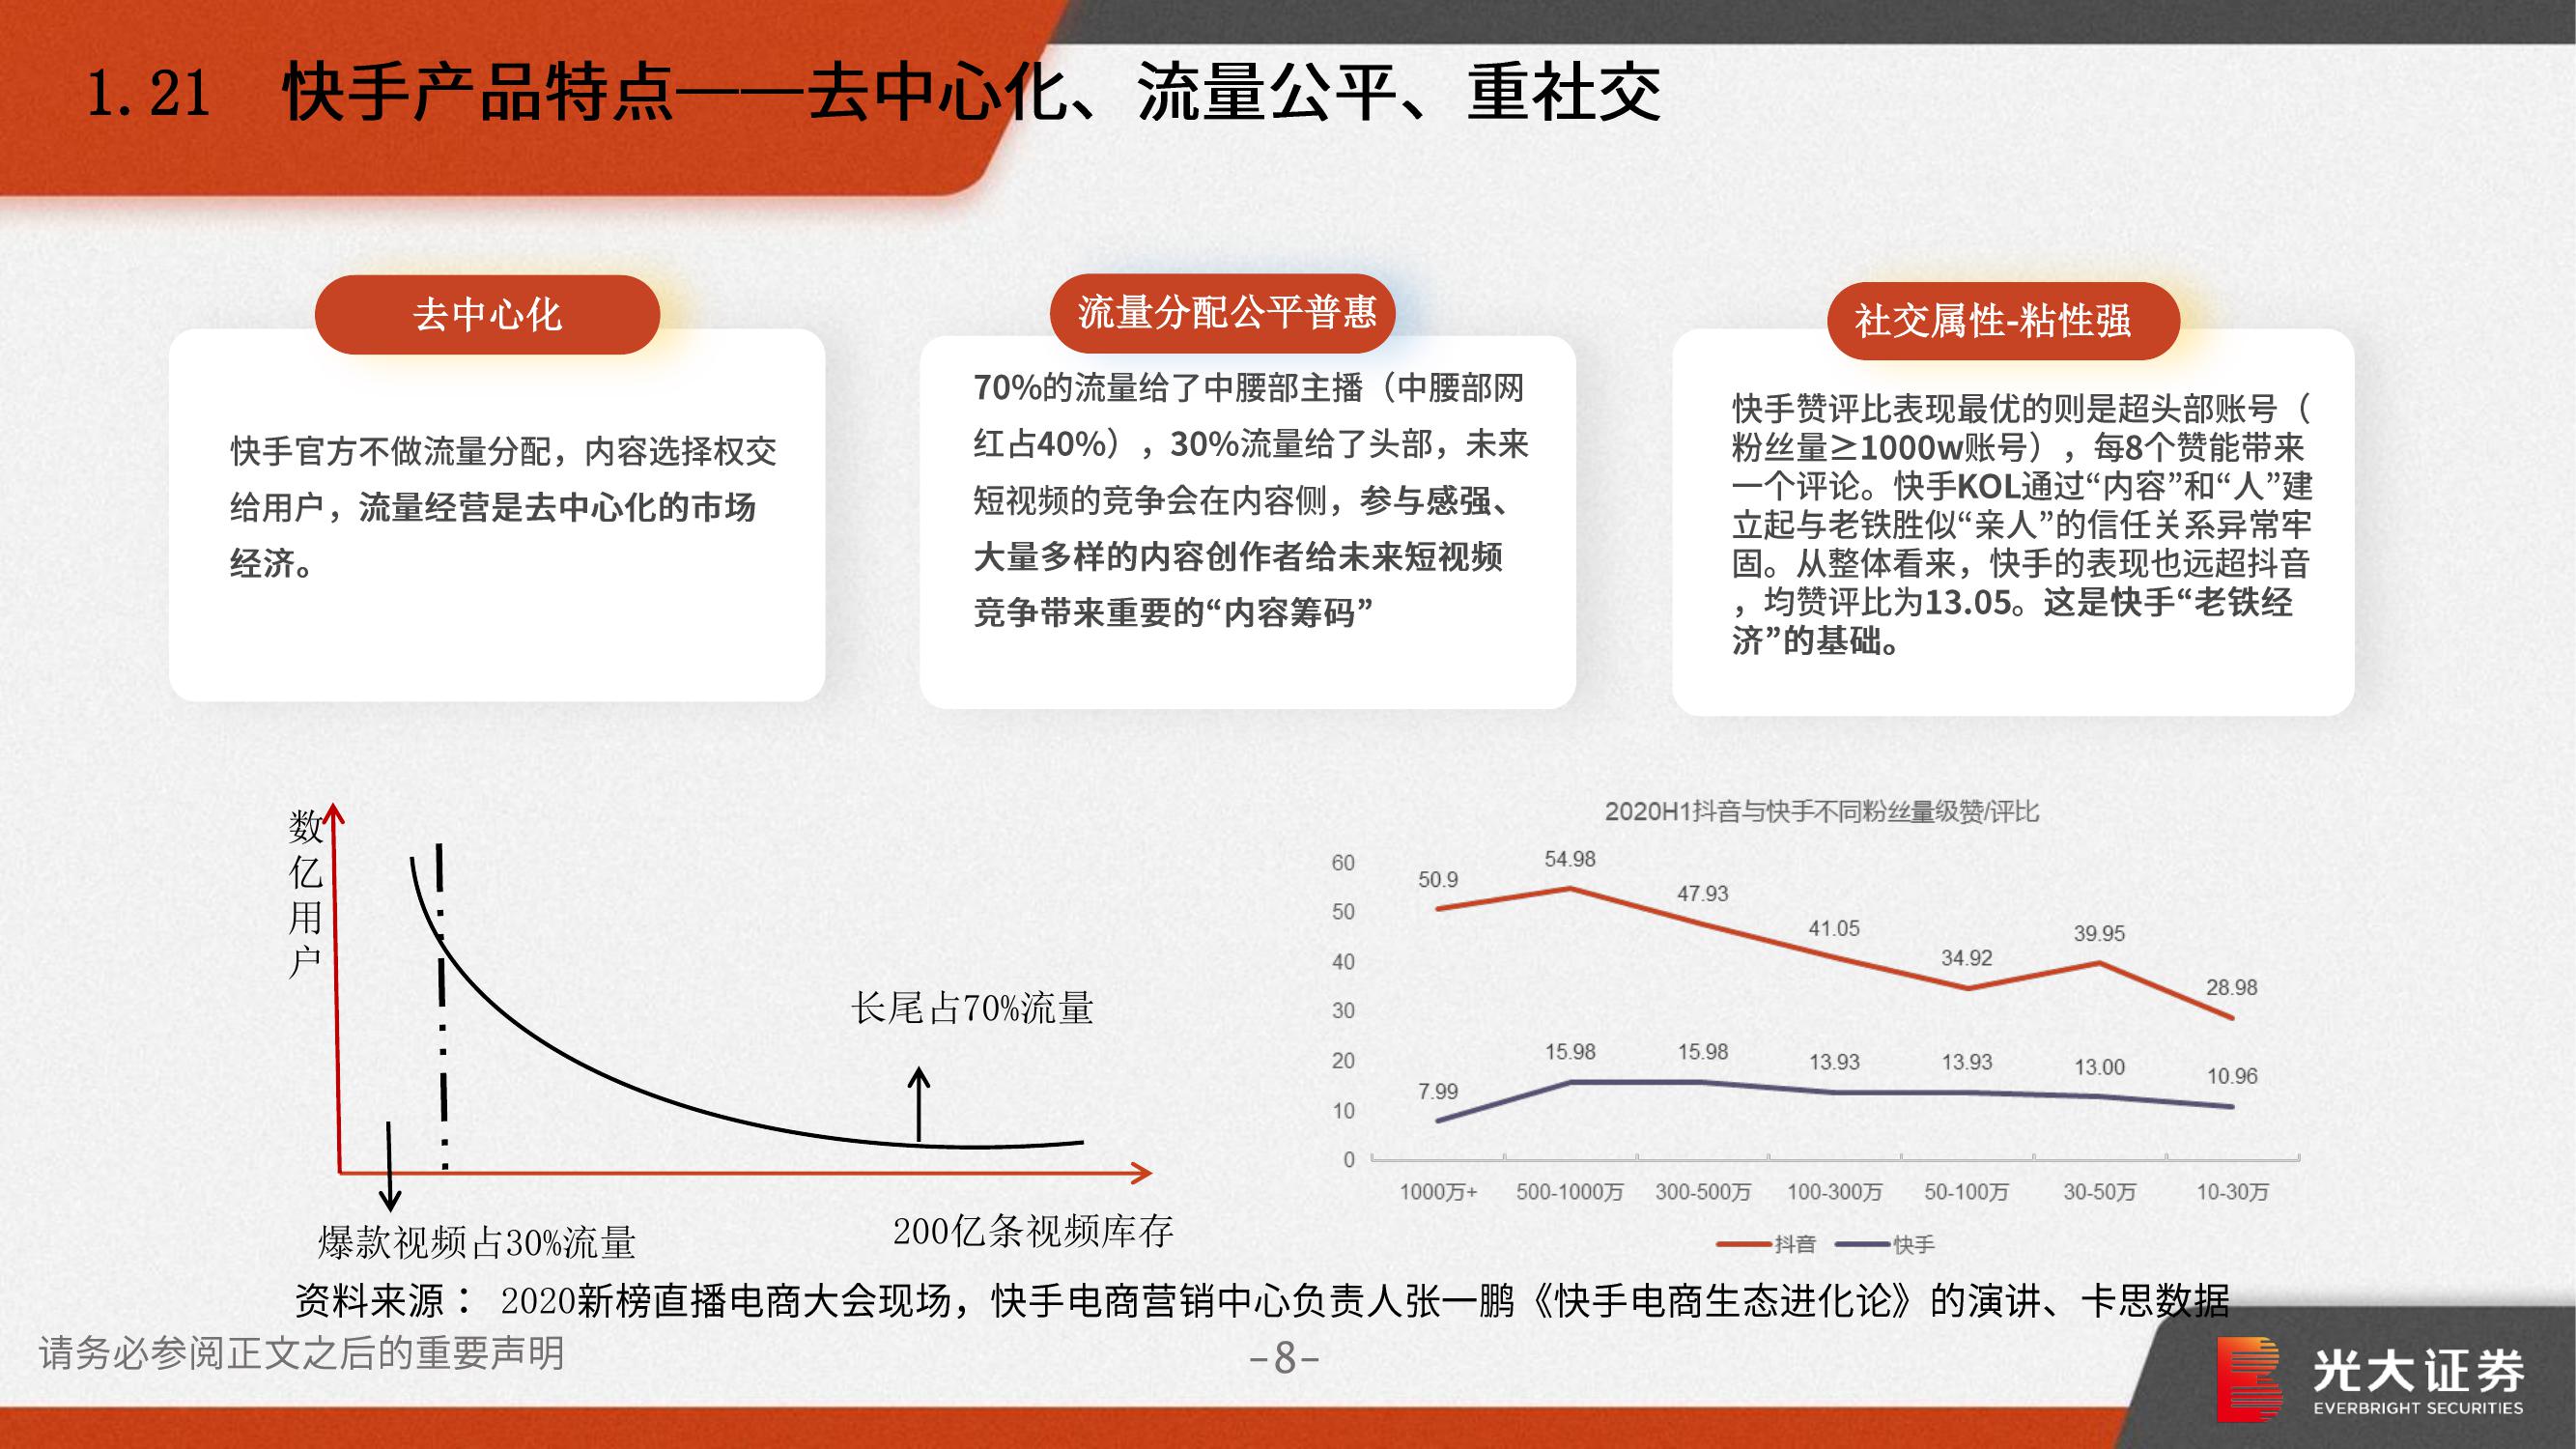 1.21 快手产品特点——去中心化、流量公平、重社交
去中心化
快手官方不做流量分配，内容选择权交
给用户，流量经营是去中心化的市场
经济。
流量分配公平普惠
70%的流量给了中腰部主播（中腰部网
红占40%），30%流量给了头部，未来
短视频的竞争会在内容侧，参与感强、
大量多样的内容创作者给未来短视频
竞争带来重要的“内容筹码”
社交属性-粘性强
快手赞评比表现最优的则是超头部账号（
粉丝量≥1000w账号），每8个赞能带来
一个评论。快手KOL通过“内容”和“人”建
立起与老铁胜似“亲人”的信任关系异常牢
固。从整体看来，快手的表现也远超抖音
，均赞评比为13.05。这是快手“老铁经
济”的基础。
数
亿
用
户
长尾占70%流量
200亿条视频库存
爆款视频占30%流量
2020H1抖音与快手不同粉丝量级赞/评比
60
50
40
30
20
10
0
50.9
54.98
47.93
41.05
34.92
39.95
28.98
7.99
15.98
15.98
13.93
13.93
13.00
10.96
1000万+
500-1000万
300-500万
100-300万
50-100万
30-50万
10-30万
抖音
快手
资料来源： 2020新榜直播电商大会现场，快手电商营销中心负责人张一鹏《快手电商生态进化论》的演讲、卡思数据
请务必参阅正文之后的重要声明
-8-
光大证券
EVERBRIGHT SECURITIES